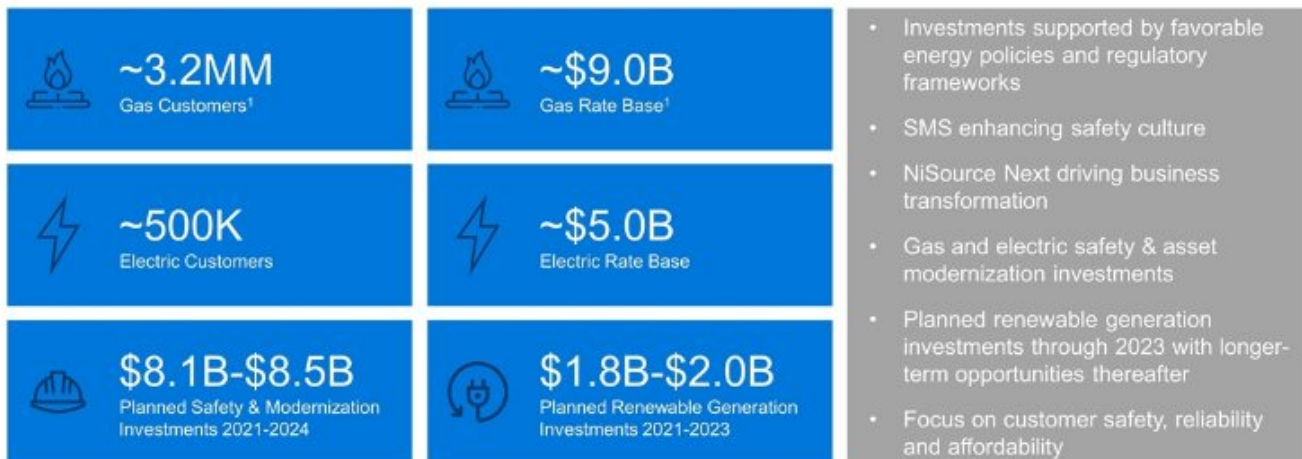 ~3.2MM
Gas Customers¹
~$9.0B
Gas Rate Base¹
~500K
Electric Customers
~$5.0B
Electric Rate Base
$8.1B-$8.5B
Planned Safety & Modernization
Investments 2021-2024
$1.8B-$2.0B
Planned Renewable Generation
Investments 2021-2023
• Investments supported by favorable
energy policies and regulatory
frameworks
• SMS enhancing safety culture
• NiSource Next driving business
transformation
• Gas and electric safety & asset
modernization investments
• Planned renewable generation
investments through 2023 with longer-
term opportunities thereafter
• Focus on customer safety, reliability
and affordability